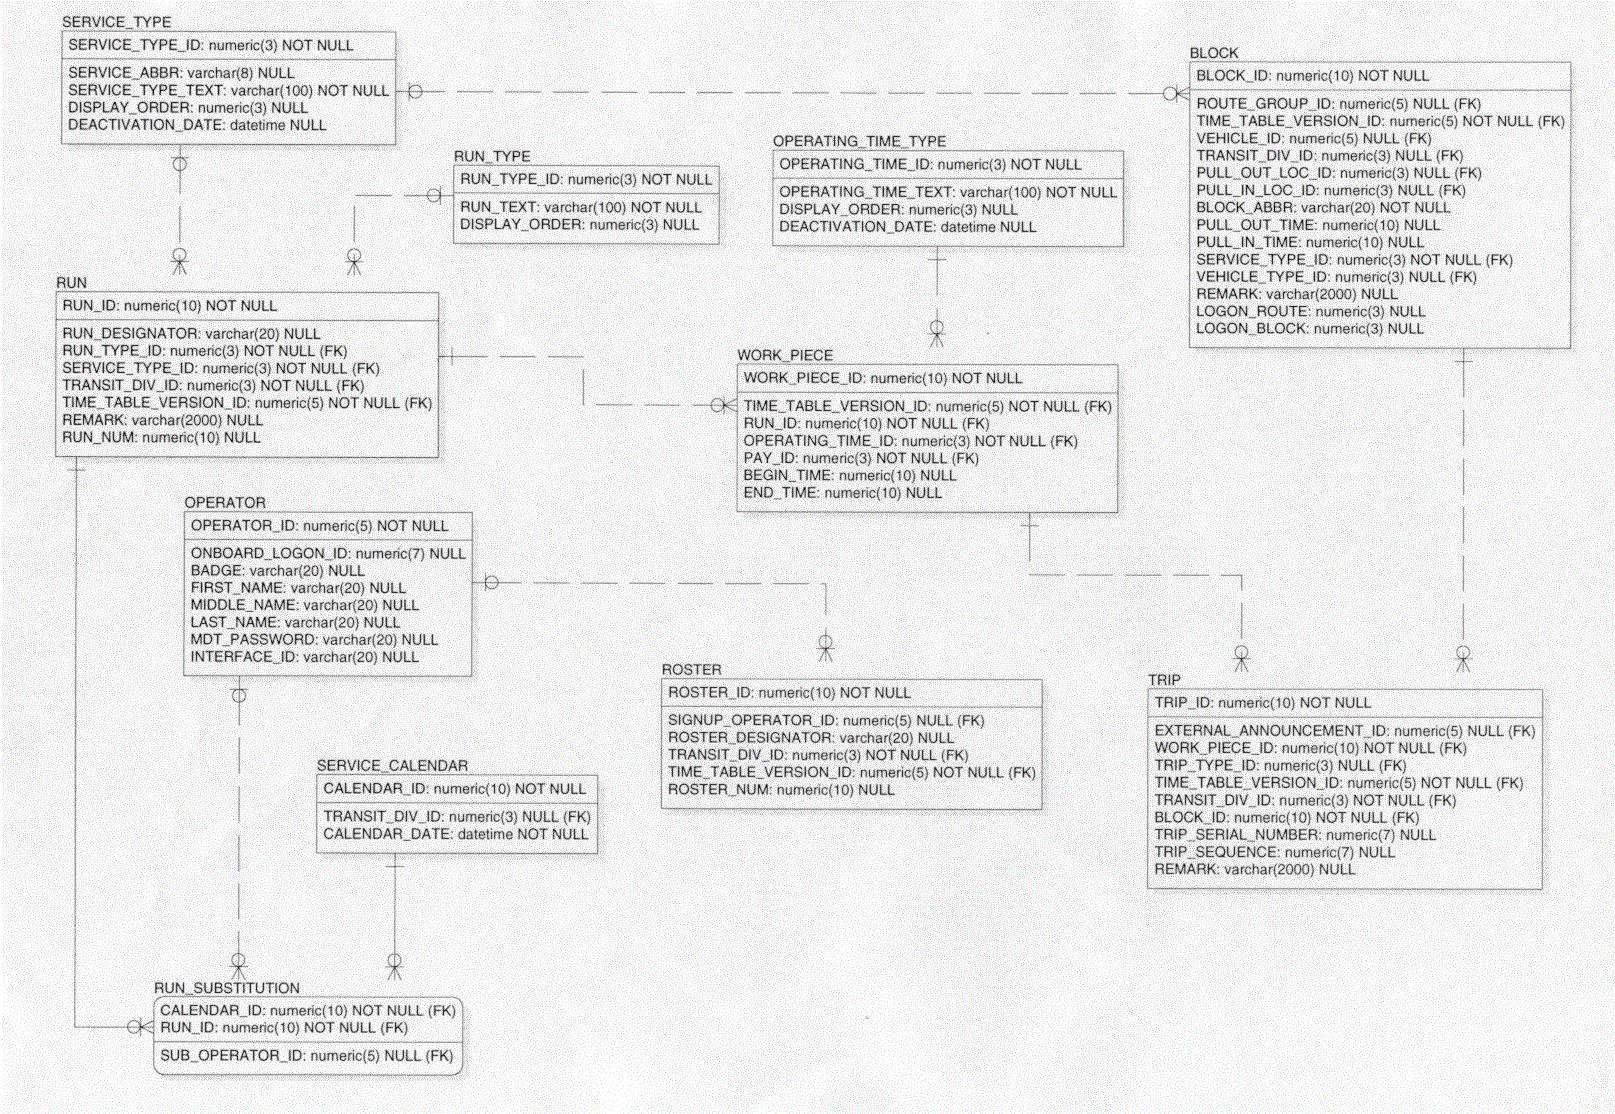 SERVICE_TYPE
SERVICE_TYPE_ID: numeric(3) NOT NULL
SERVICE_ABBR: varchar(8) NULL
SERVICE_TYPE_TEXT: varchar(100) NOT NULL
DISPLAY_ORDER: numeric(3) NULL
DEACTIVATION_DATE: datetime NULL
BLOCK
BLOCK_ID: numeric(10) NOT NULL
ROUTE_GROUP_ID: numeric(5) NULL (FK)
TIME_TABLE_VERSION_ID: numeric(5) NOT NULL (FK)
VEHICLE_ID: numeric(5) NULL (FK)
TRANSIT_DIV_ID: numeric(3) NULL (FK)
PULL_OUT_LOC_ID: numeric(3) NULL (FK)
PULL_IN_LOC_ID: numeric(3) NULL (FK)
BLOCK_ABBR: varchar(20) NOT NULL
PULL_OUT_TIME: numeric(10) NULL
PULL_IN_TIME: numeric(10) NULL
SERVICE_TYPE_ID: numeric(3) NOT NULL (FK)
VEHICLE_TYPE_ID: numeric(3) NULL (FK)
REMARK: varchar(2000) NULL
LOGON_ROUTE: numeric(3) NULL
LOGON_BLOCK: numeric(3) NULL
RUN_TYPE
RUN_TYPE_ID: numeric(3) NOT NULL
RUN_TEXT: varchar(100) NOT NULL
DISPLAY_ORDER: numeric(3) NULL
OPERATING_TIME_TYPE
OPERATING_TIME_ID: numeric(3) NOT NULL
OPERATING_TIME_TEXT: varchar(100) NOT NULL
DISPLAY_ORDER: numeric(3) NULL
DEACTIVATION_DATE: datetime NULL
RUN
RUN_ID: numeric(10) NOT NULL
RUN_DESIGNATOR: varchar(20) NULL
RUN_TYPE_ID: numeric(3) NOT NULL (FK)
SERVICE_TYPE_ID: numeric(3) NOT NULL (FK)
TRANSIT_DIV_ID: numeric(3) NOT NULL (FK)
TIME_TABLE_VERSION_ID: numeric(5) NOT NULL (FK)
REMARK: varchar(2000) NULL
RUN_NUM: numeric(10) NULL
WORK_PIECE
WORK_PIECE_ID: numeric(10) NOT NULL
TIME_TABLE_VERSION_ID: numeric(5) NOT NULL (FK)
RUN_ID: numeric(10) NOT NULL (FK)
OPERATING_TIME_ID: numeric(3) NOT NULL (FK)
PAY_ID: numeric(3) NOT NULL (FK)
BEGIN_TIME: numeric(10) NULL
END_TIME: numeric(10) NULL
OPERATOR
OPERATOR_ID: numeric(5) NOT NULL
ONBOARD_LOGON_ID: numeric(7) NULL
BADGE: varchar(20) NULL
FIRST_NAME: varchar(20) NULL
MIDDLE_NAME: varchar(20) NULL
LAST_NAME: varchar(20) NULL
MDT_PASSWORD: varchar(20) NULL
INTERFACE_ID: varchar(20) NULL
ROSTER
ROSTER_ID: numeric(10) NOT NULL
SIGNUP_OPERATOR_ID: numeric(5) NULL (FK)
ROSTER_DESIGNATOR: varchar(20) NULL
TRANSIT_DIV_ID: numeric(3) NOT NULL (FK)
TIME_TABLE_VERSION_ID: numeric(5) NOT NULL (FK)
ROSTER_NUM: numeric(10) NULL
TRIP
TRIP_ID: numeric(10) NOT NULL
EXTERNAL_ANNOUNCEMENT_ID: numeric(5) NULL (FK)
WORK_PIECE_ID: numeric(10) NOT NULL (FK)
TRIP_TYPE_ID: numeric(3) NULL (FK)
TIME_TABLE_VERSION_ID: numeric(5) NOT NULL (FK)
TRANSIT_DIV_ID: numeric(3) NOT NULL (FK)
BLOCK_ID: numeric(10) NOT NULL (FK)
TRIP_SERIAL_NUMBER: numeric(7) NULL
TRIP_SEQUENCE: numeric(7) NULL
REMARK: varchar(2000) NULL
SERVICE_CALENDAR
CALENDAR_ID: numeric(10) NOT NULL
TRANSIT_DIV_ID: numeric(3) NULL (FK)
CALENDAR_DATE: datetime NOT NULL
RUN_SUBSTITUTION
CALENDAR_ID: numeric(10) NOT NULL (FK)
RUN_ID: numeric(10) NOT NULL (FK)
SUB_OPERATOR_ID: numeric(5) NULL (FK)